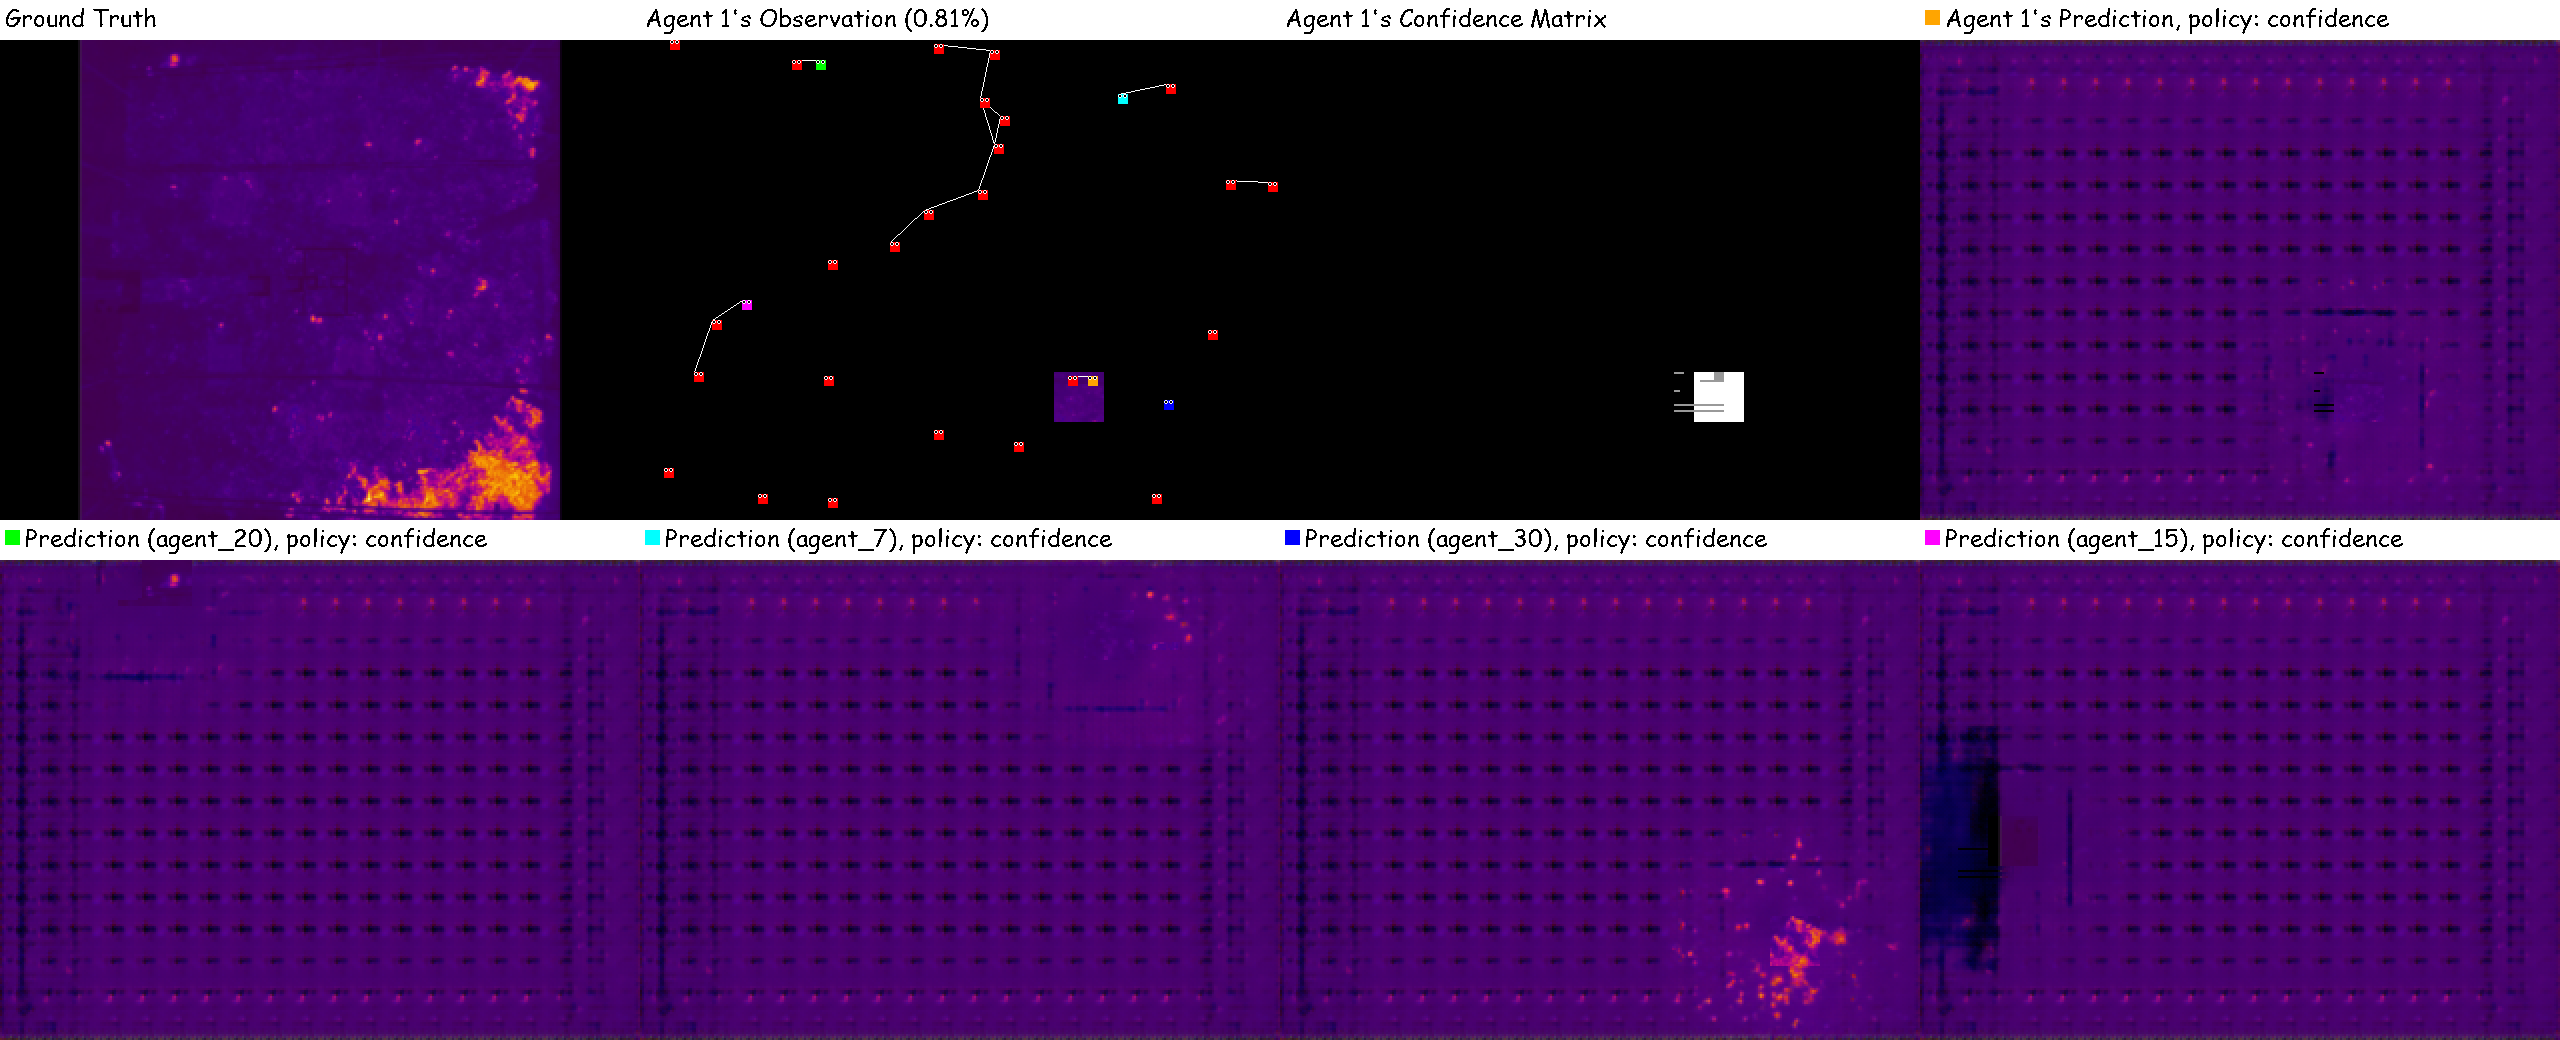 Ground Truth
Agent 1's Observation (0.81%)
Agent 1's Confidence Matrix
Agent 1's Prediction, policy: confidence
Prediction (agent_20), policy: confidence
Prediction (agent_7), policy: confidence
Prediction (agent_30), policy: confidence
Prediction (agent_15), policy: confidence